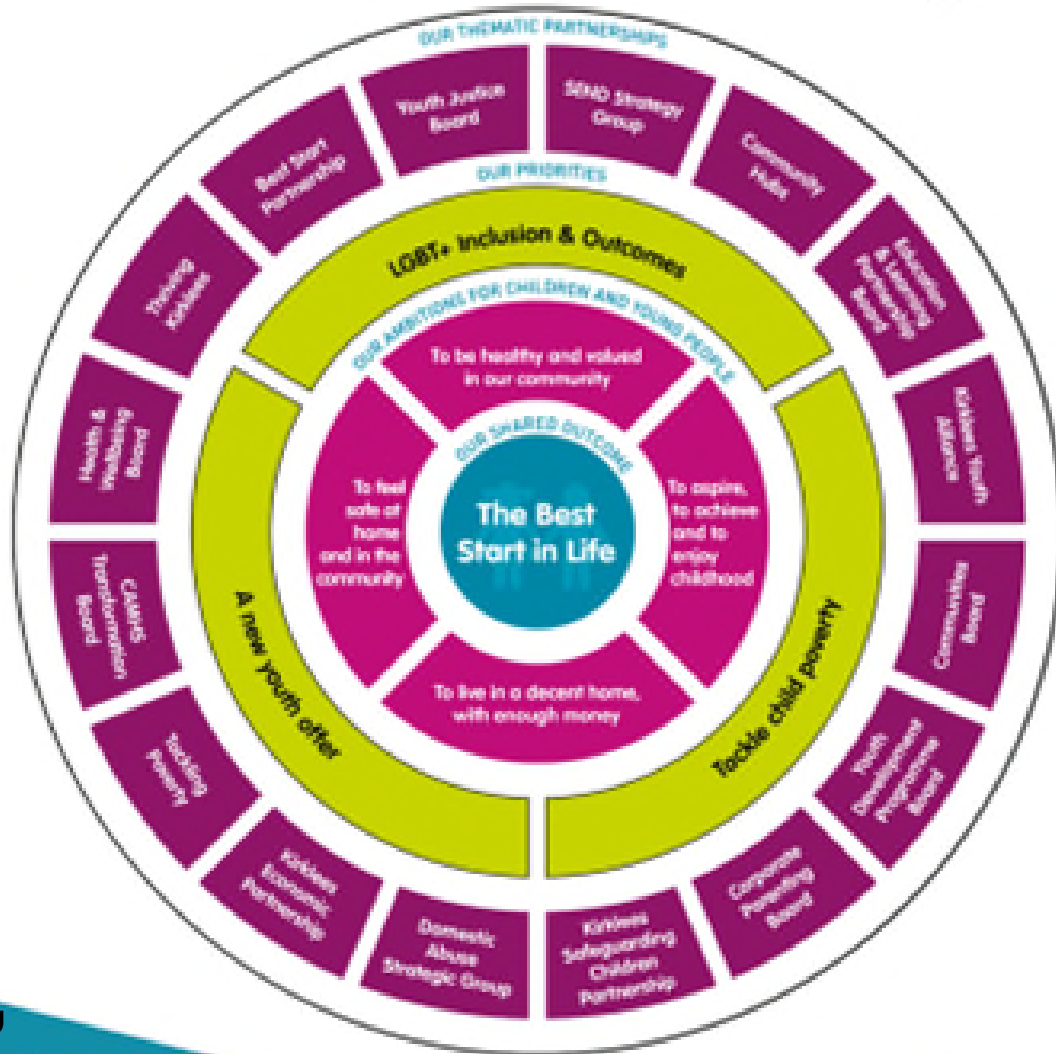 OUR THEMATIC PARTNERSHIPS
Youth Justice
Board
SEND Strategy
Group
Community
Hubs
Education
& Learning
Partnership
Board
Kirklees Youth
Alliance
Communities
Board
Youth
Development
Programme
Board
Corporate
Parenting
Board
Kirklees
Safeguarding
Children
Partnership
Domestic
Abuse
Strategic Group
Kirklees
Economic
Partnership
Tackling
Poverty
CAMHS
Transformation
Board
Health &
Wellbeing
Board
Thriving
Kirklees
Best Start
Partnership
OUR PRIORITIES
LGBT+ Inclusion & Outcomes
Tackle child poverty
A new youth offer
OUR AMBITIONS FOR CHILDREN AND YOUNG PEOPLE
To be healthy and valued
in our community
To aspire,
to achieve
and to
enjoy
childhood
To live in a decent home,
with enough money
To feel
safe at
home
and in the
community
OUR SHARED OUTCOME
The Best
Start in Life